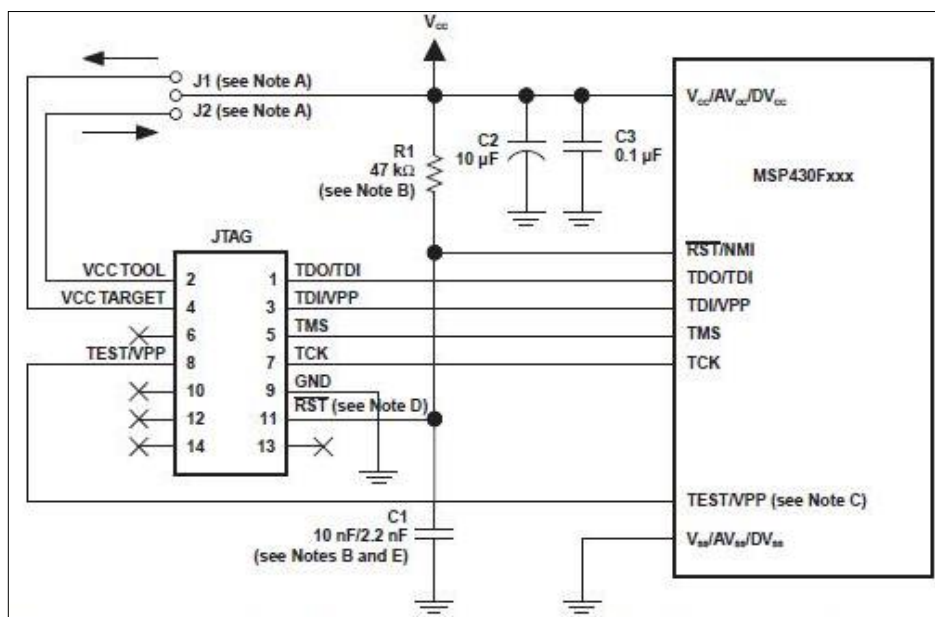 Vcc
J1 (see Note A)
J2 (see Note A)
Vcc/AVcc/DVcc
R1
47 kΩ
(see Note B)
C2
10 µF
C3
0.1 µF
MSP430Fxxx
JTAG
VCC TOOL
2
1
TDO/TDI
VCC TARGET
4
3
TDI/VPP
6
5
TMS
TEST/VPP
8
7
TCK
10
9
GND
12
11
RST (see Note D)
14
13
RST/NMI
TDO/TDI
TDI/VPP
TMS
TCK
TEST/VPP (see Note C)
C1
10 nF/2.2 nF
(see Notes B and E)
Vss/AVss/DVss